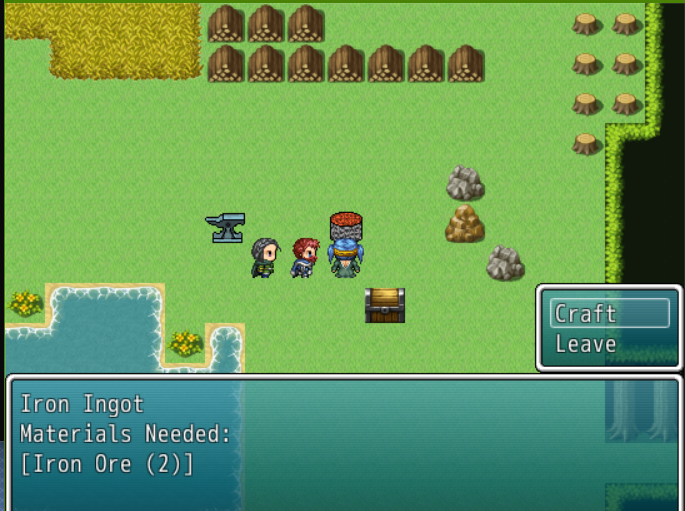 Craft
Leave
Iron Ingot
Materials Needed:
[Iron Ore (2)]